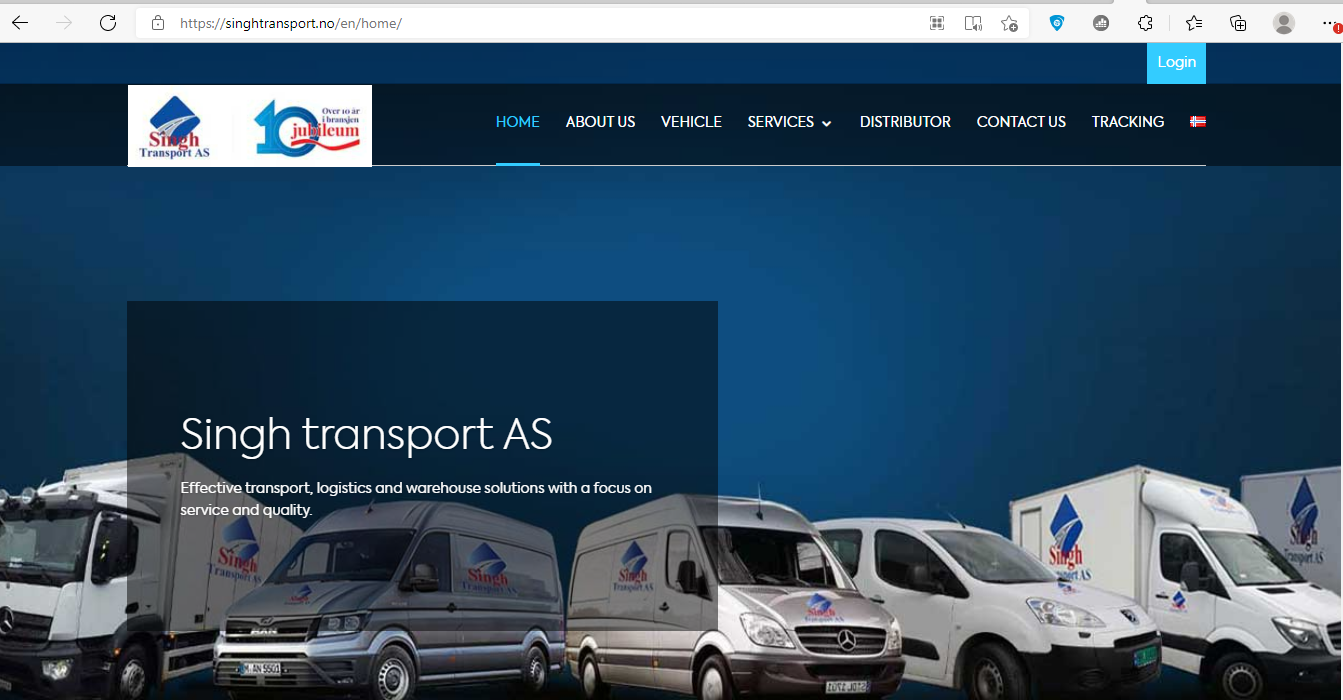 https://singhtransport.no/en/home/
Login
Singh
Transport AS
Over 10 år
i bransjen
10
jubileum
HOME ABOUT US VEHICLE SERVICES DISTRIBUTOR CONTACT US TRACKING
Singh transport AS
Effective transport, logistics and warehouse solutions with a focus on
service and quality.
Singh
Transport AS
Singh
Transport AS
Singh
Transport AS
Singh
Transport AS
Singh
Transport AS
Singh
Transport AS
MAN
M·AN 5501